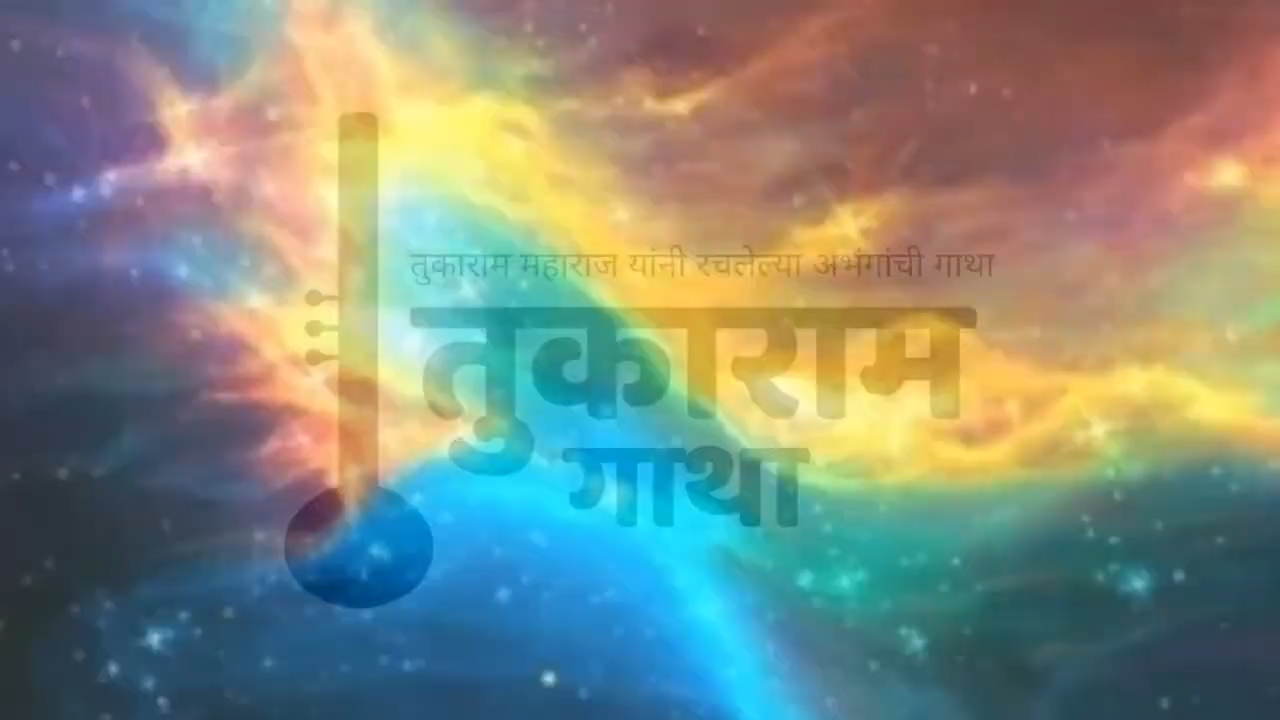 तुकाराम महाराज यांनी रचलेल्या अभंगांची गाथा
तुकाराम
गाथा